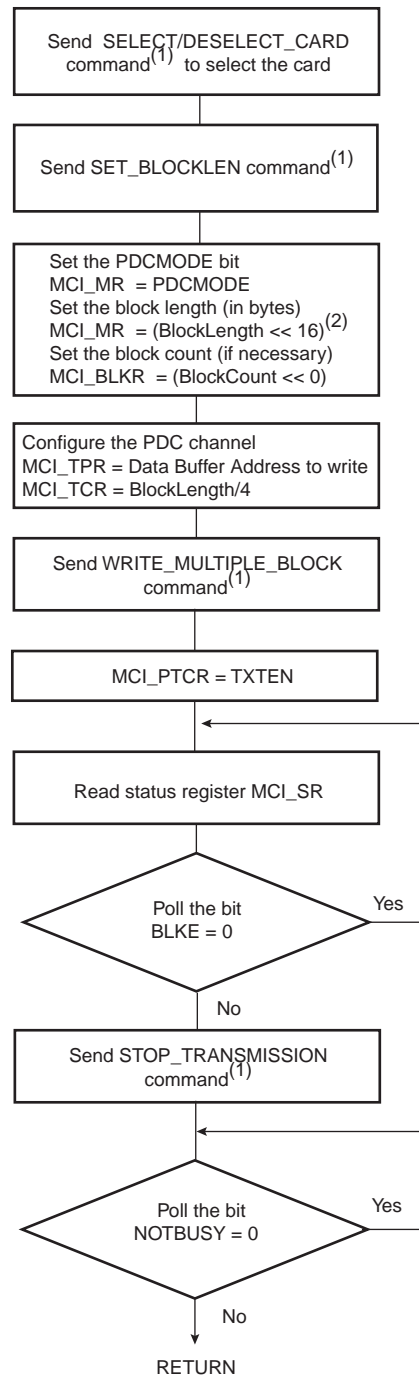 Send SELECT/DESELECT_CARD
command(1) to select the card
Send SET_BLOCKLEN command(1)
Set the PDCMODE bit
MCI_MR = PDCMODE
Set the block length (in bytes)
MCI_MR = (BlockLength << 16)(2)
Set the block count (if necessary)
MCI_BLKR = (BlockCount << 0)
Configure the PDC channel
MCI_TPR = Data Buffer Address to write
MCI_TCR = BlockLength/4
Send WRITE_MULTIPLE_BLOCK
command(1)
MCI_PTCR = TXTEN
Read status register MCI_SR
Poll the bit
BLKE = 0
Yes
No
Send STOP_TRANSMISSION
command(1)
Poll the bit
NOTBUSY = 0
Yes
No
RETURN